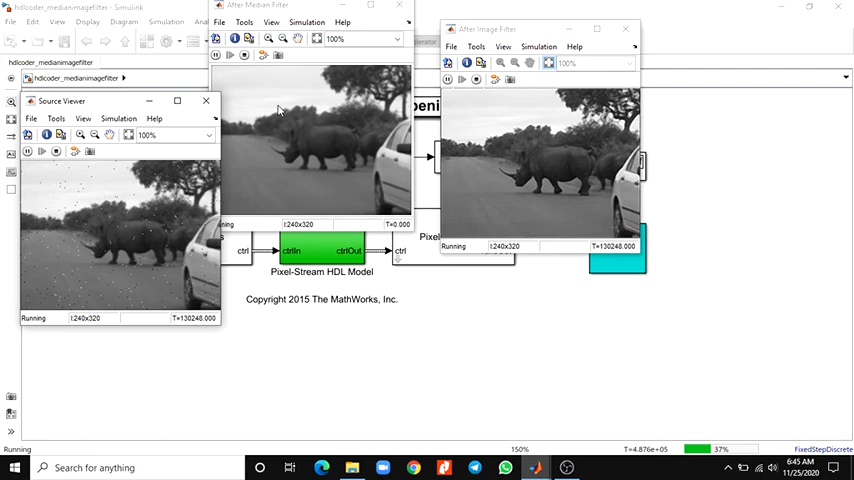 hdlcoder_medianimagefilter - Simulink
After Median Filter
After Image Filter
File Edit View Display Diagram Simulation
File Tools View Simulation Help
File Tools View Simulation Help
100%
100%
hdlcoder_medianimagefilter
hdlcoder_medianimagefilter
Source Viewer
File Tools View Simulation Help
100%
I:240x320 T=0.000
Running I:240x320 T=130248.000
ctrl ctrlIn ctrlOut ctrl
Pixel-Stream HDL Model
Copyright 2015 The MathWorks, Inc.
Running I:240x320 T=130248.000
Running 150% T=4.876e+05 37% FixedStepDiscrete
Search for anything
6:45 AM
11/25/2020